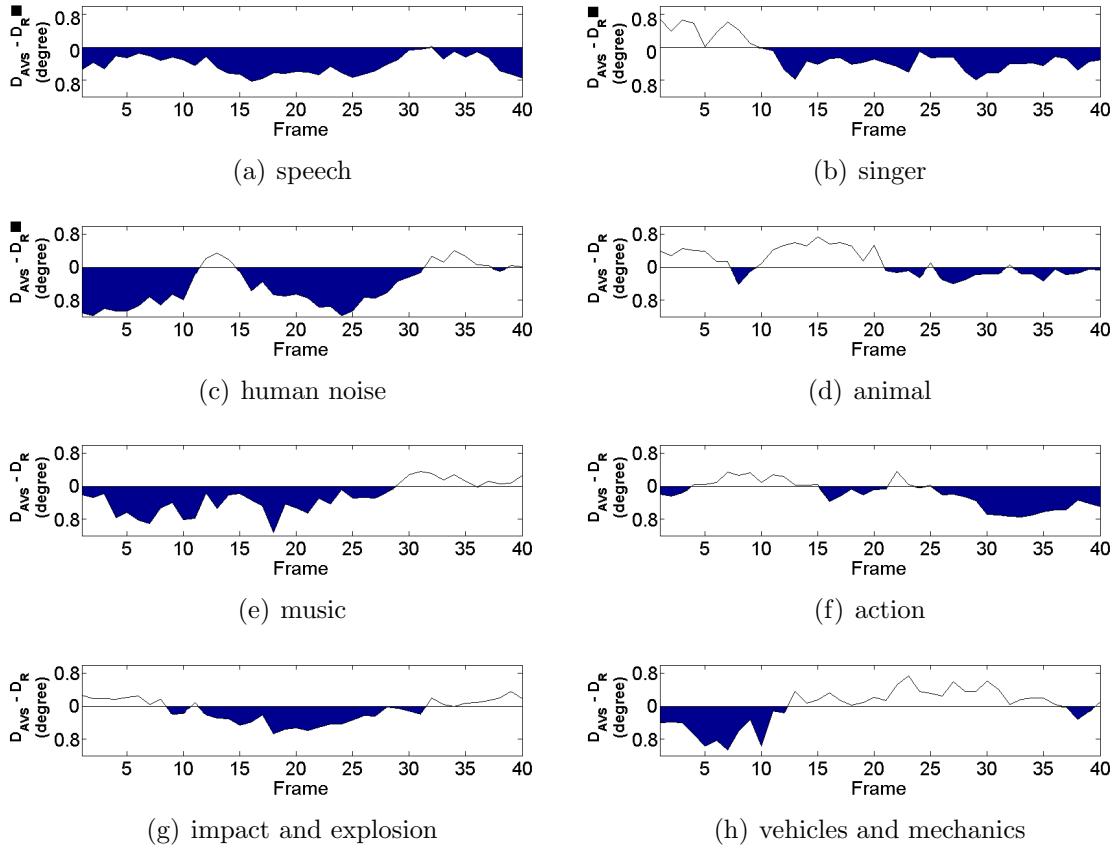 D_AVS - D_R
(degree)
0.8
0
0.8
5 10 15 20 25 30 35 40
Frame
(a) speech
D_AVS - D_R
(degree)
0.8
0
0.8
5 10 15 20 25 30 35 40
Frame
(b) singer
D_AVS - D_R
(degree)
0.8
0
0.8
5 10 15 20 25 30 35 40
Frame
(c) human noise
D_AVS - D_R
(degree)
0.8
0
0.8
5 10 15 20 25 30 35 40
Frame
(d) animal
D_AVS - D_R
(degree)
0.8
0
0.8
5 10 15 20 25 30 35 40
Frame
(e) music
D_AVS - D_R
(degree)
0.8
0
0.8
5 10 15 20 25 30 35 40
Frame
(f) action
D_AVS - D_R
(degree)
0.8
0
0.8
5 10 15 20 25 30 35 40
Frame
(g) impact and explosion
D_AVS - D_R
(degree)
0.8
0
0.8
5 10 15 20 25 30 35 40
Frame
(h) vehicles and mechanics